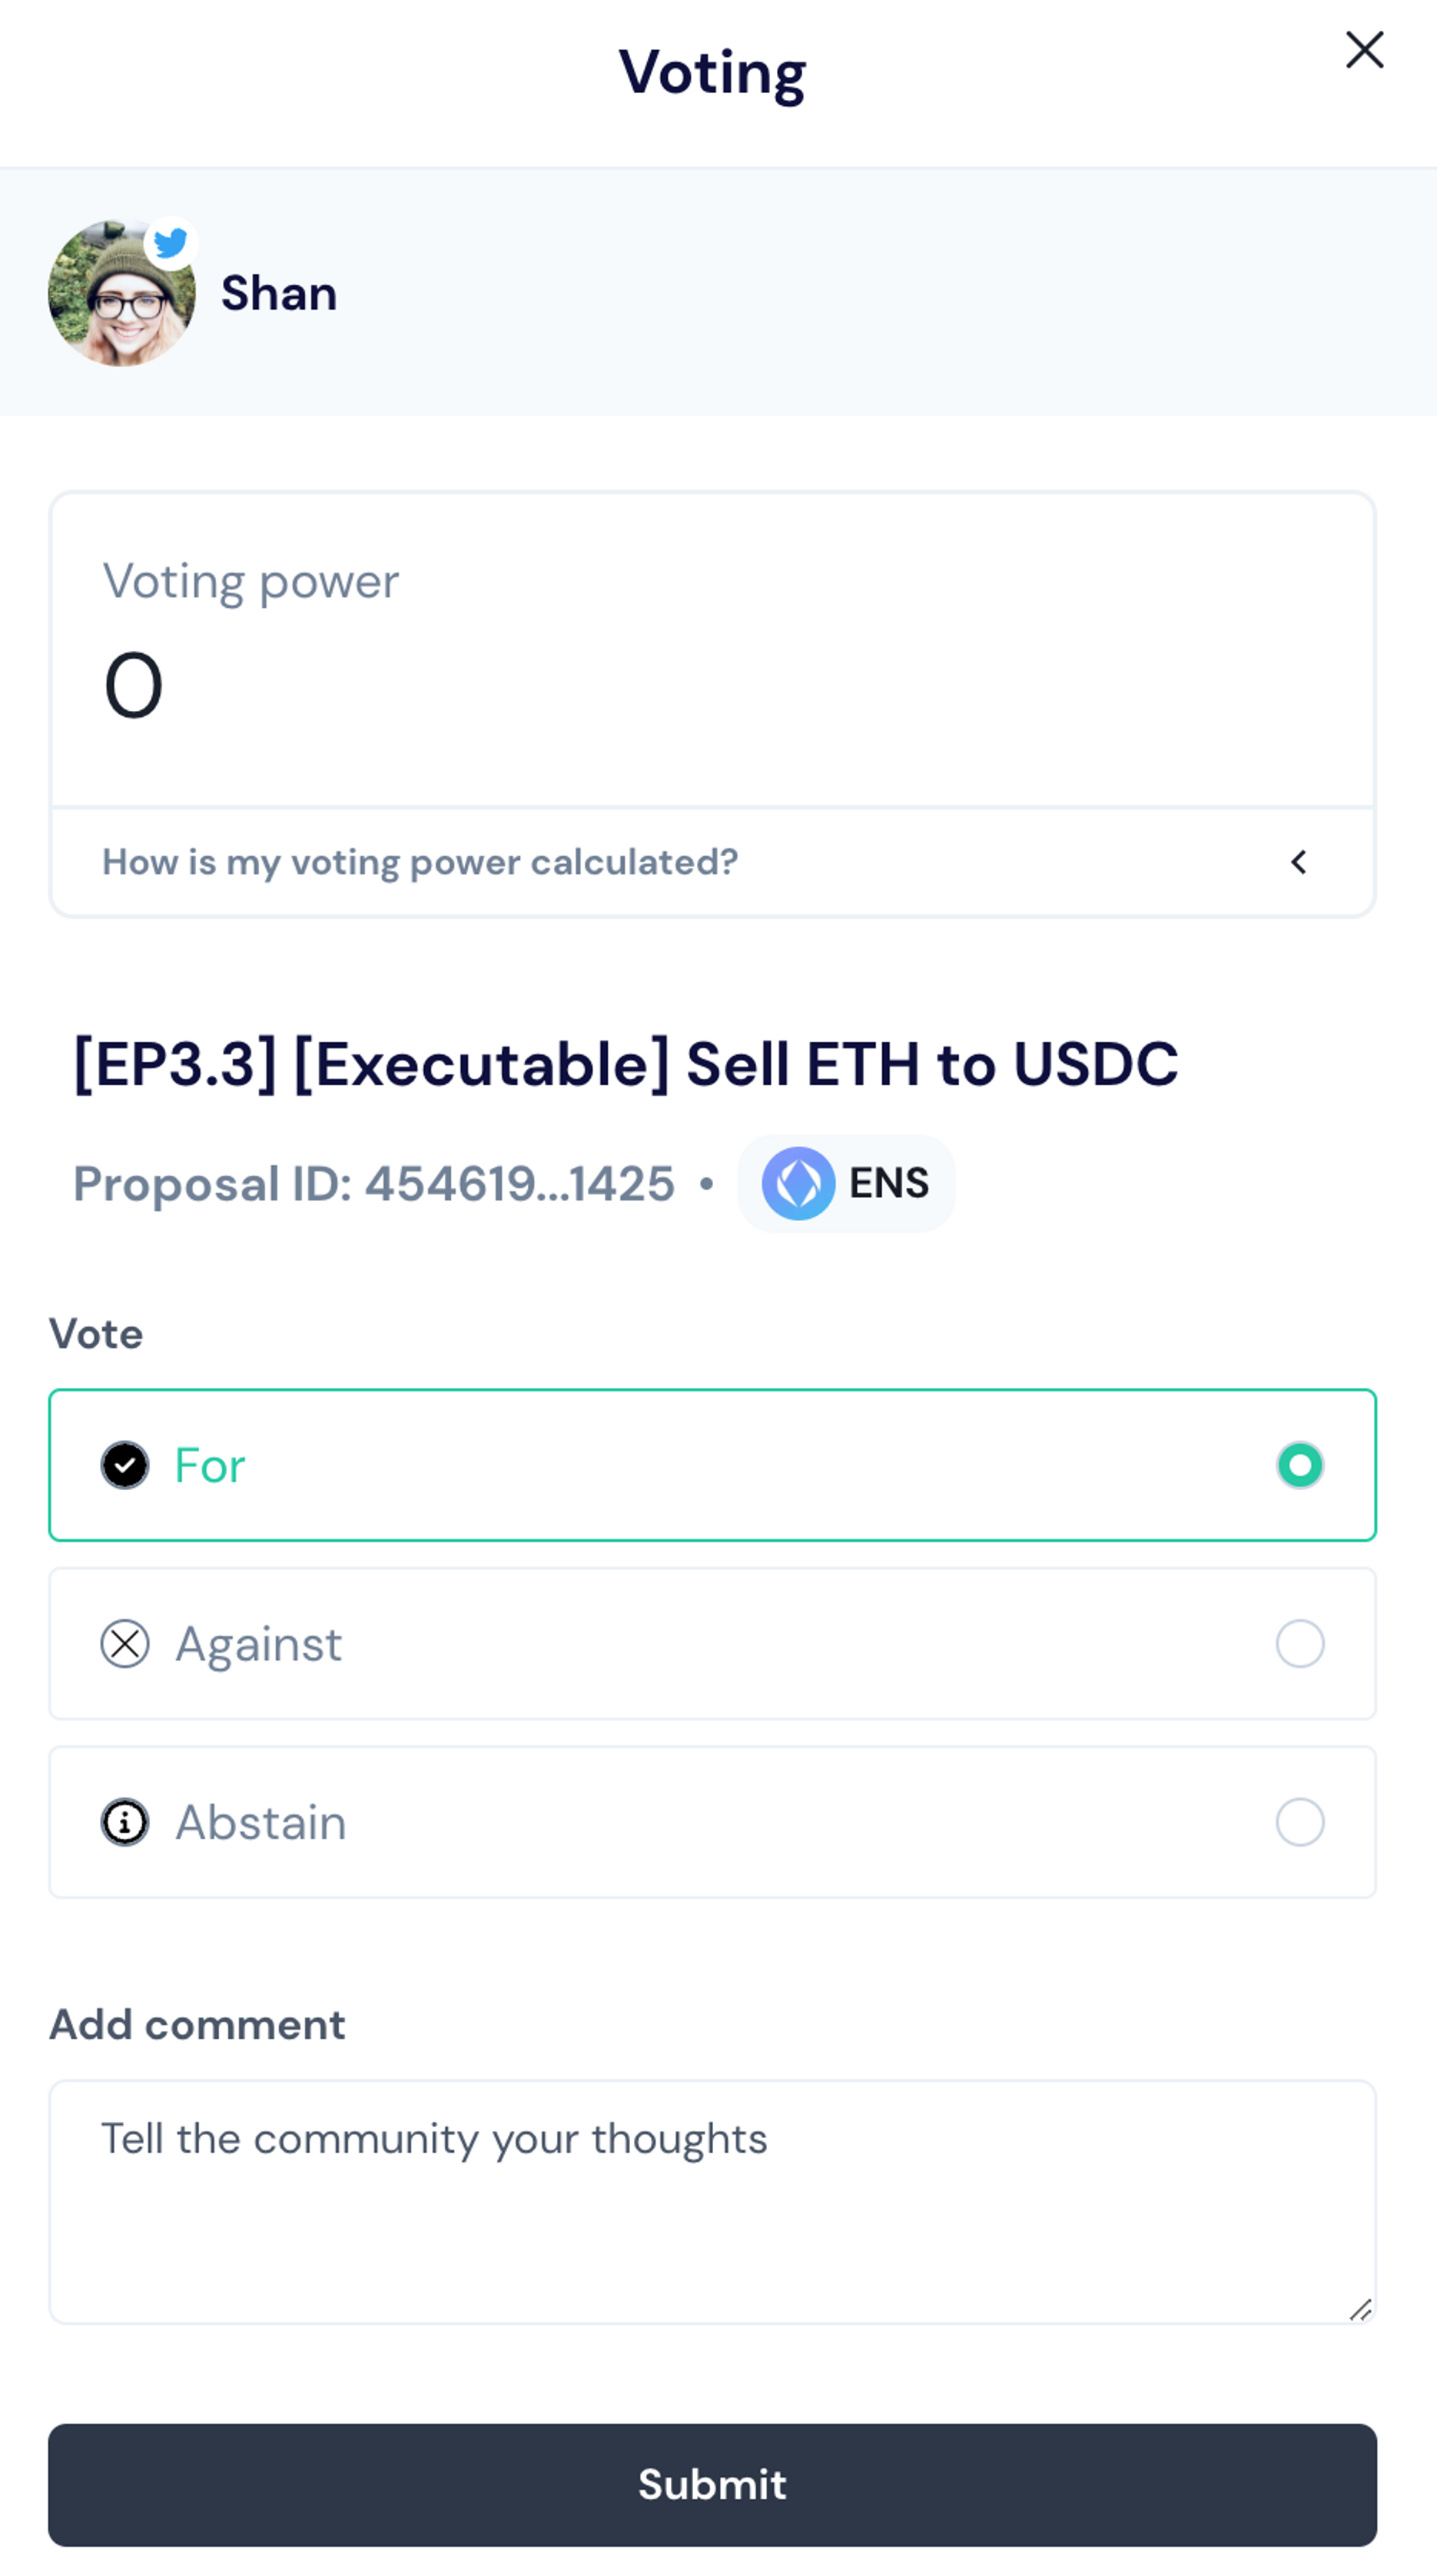 Voting
Shan
Voting power
0
How is my voting power calculated?
[EP3.3] [Executable] Sell ETH to USDC
Proposal ID: 454619...1425 • ENS
Vote
For
Against
Abstain
Add comment
Tell the community your thoughts
Submit